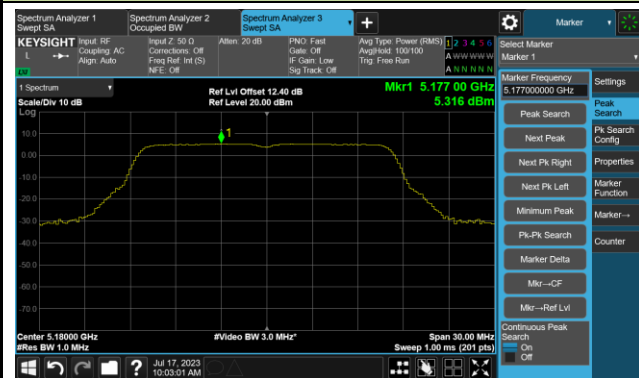 Spectrum Analyzer 1
Swept SA
Spectrum Analyzer 2
Occupied BW
Spectrum Analyzer 3
Swept SA
Marker
KEYSIGHT
L
Input: RF
Coupling: AC
Align: Auto
Input Z: 50 Ω
Corrections: Off
Freq Ref: Int (S)
NFE: Off
Atten: 20 dB
PNO: Fast
Gate: Off
IF Gain: Low
Sig Track: Off
Avg Type: Power (RMS)
Avg|Hold: 100/100
Trig: Free Run
1 2 3 4 5 6
A W W W W W
A N N N N N
Select Marker
Marker 1
1 Spectrum
Scale/Div 10 dB
Log
Ref Lvl Offset 12.40 dB
Ref Level 20.00 dBm
Mkr1 5.177 00 GHz
5.316 dBm
1
10.0
0.00
-10.0
-20.0
-30.0
-40.0
-50.0
-60.0
-70.0
Center 5.18000 GHz
#Res BW 1.0 MHz
#Video BW 3.0 MHz*
Span 30.00 MHz
Sweep 1.00 ms (201 pts)
Marker Frequency
5.177000000 GHz
Peak Search
Next Peak
Next Pk Right
Next Pk Left
Minimum Peak
Pk-Pk Search
Marker Delta
Mkr→CF
Mkr→Ref Lvl
Continuous Peak
Search
On
Off
Settings
Peak
Search
Pk Search
Config
Properties
Marker
Function
Marker→
Counter
Jul 17, 2023
10:03:01 AM